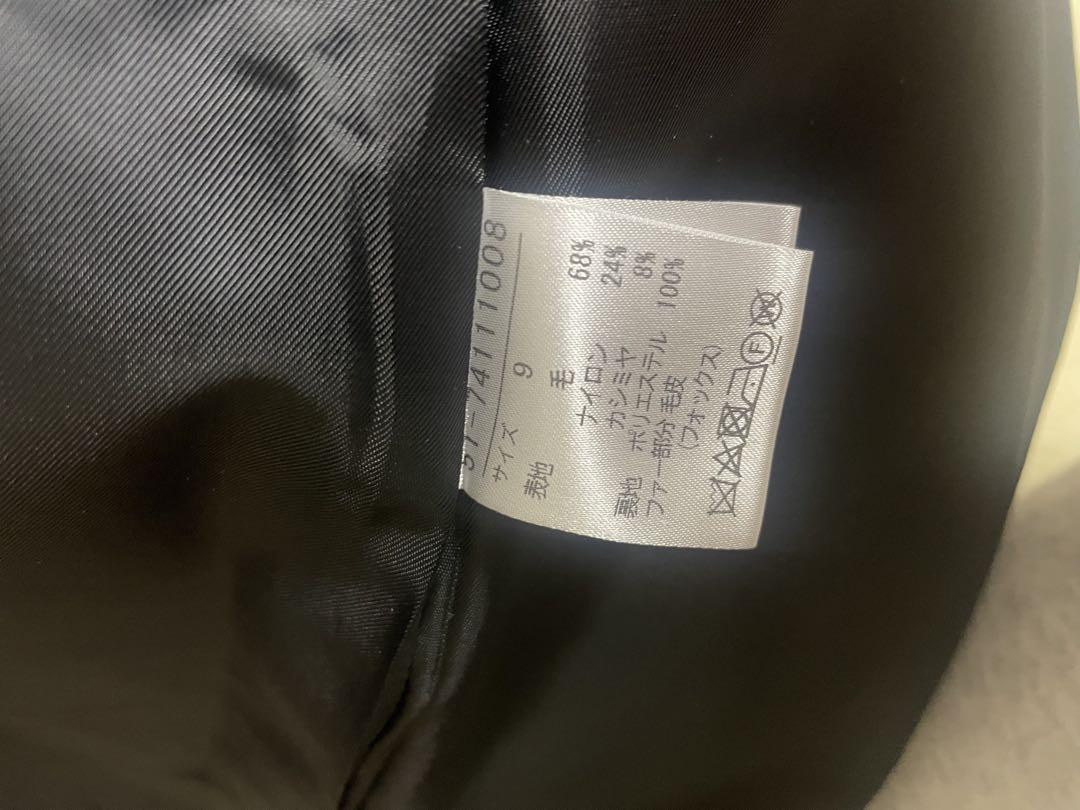 51-74111008
サイズ 9
表地 毛 68%
ナイロン 24%
カシミヤ 8%
裏地 ポリエステル 100%
ファー部分 毛皮
(フォックス)
F W